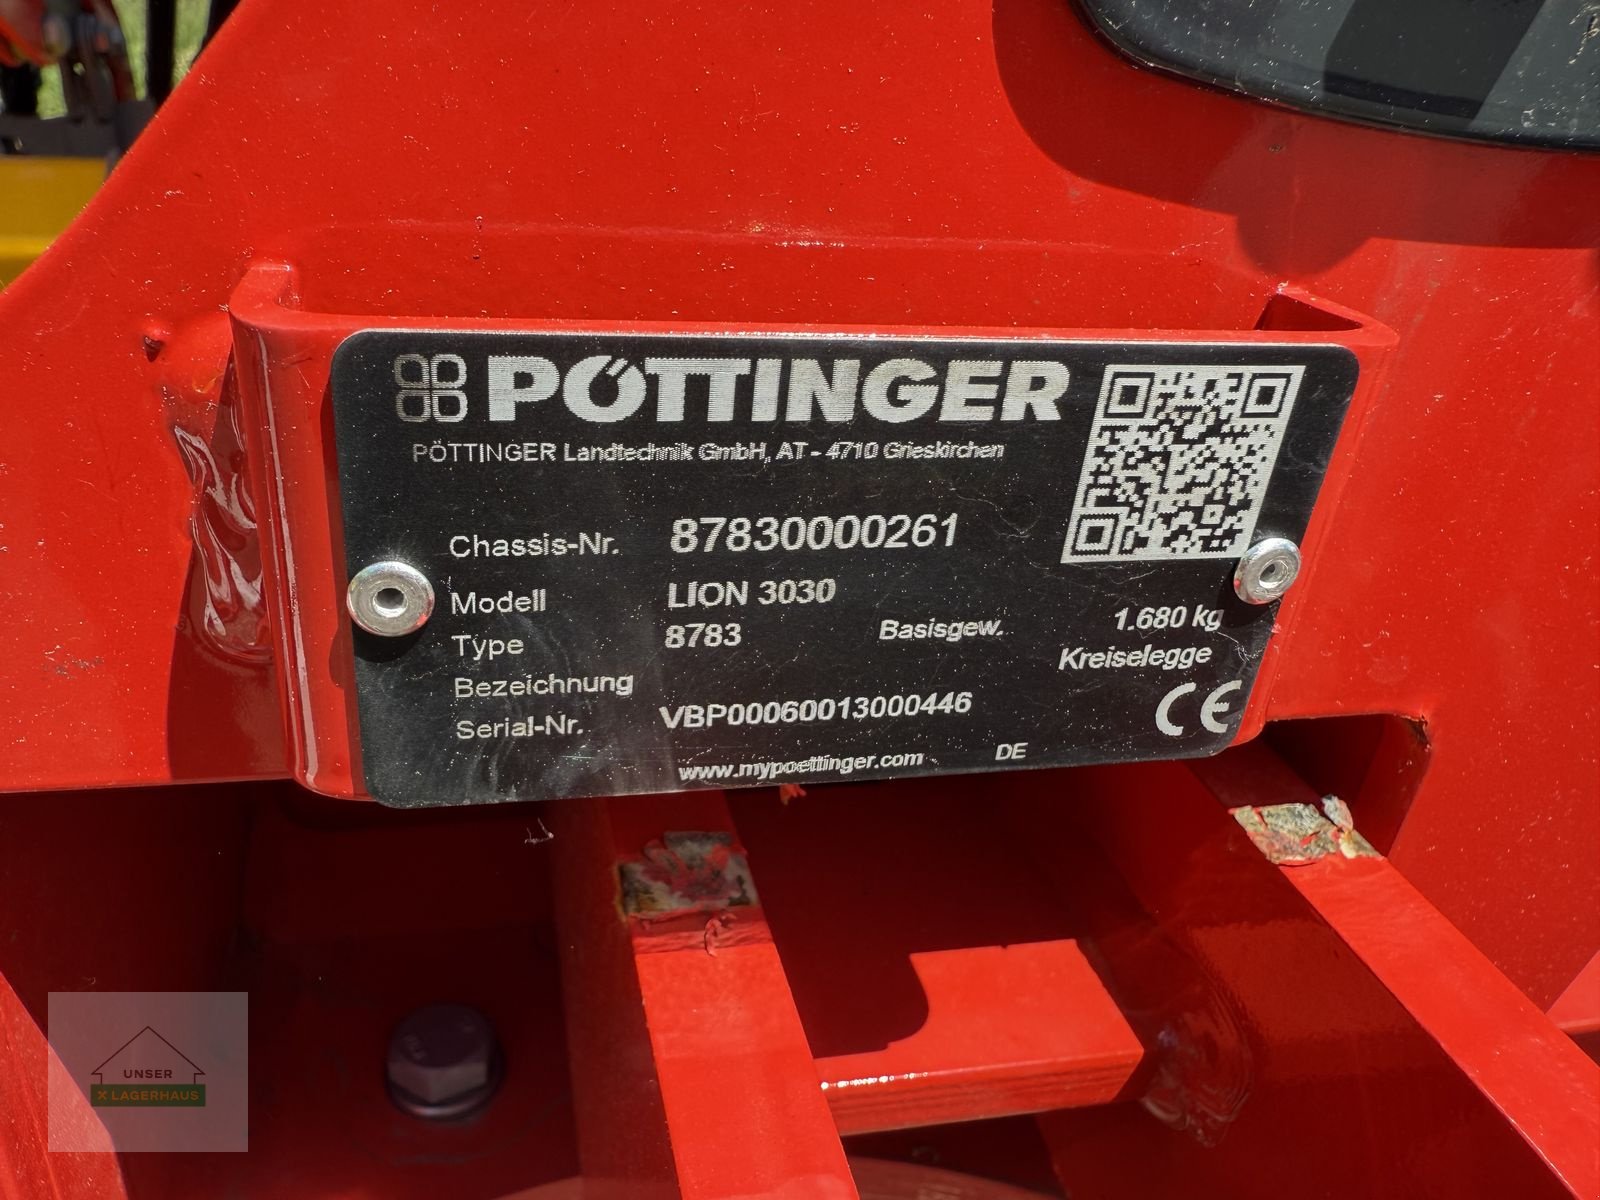 PÖTTINGER
PÖTTINGER Landtechnik GmbH, AT - 4710 Grieskirchen
Chassis-Nr. 87830000261
Modell LION 3030
Type 8783 Basisgew. 1.680 kg
Bezeichnung Kreiselegge
Serial-Nr. VBP00060013000446
www.mypoettinger.com DE
CE
UNSER
X LAGERHAUS